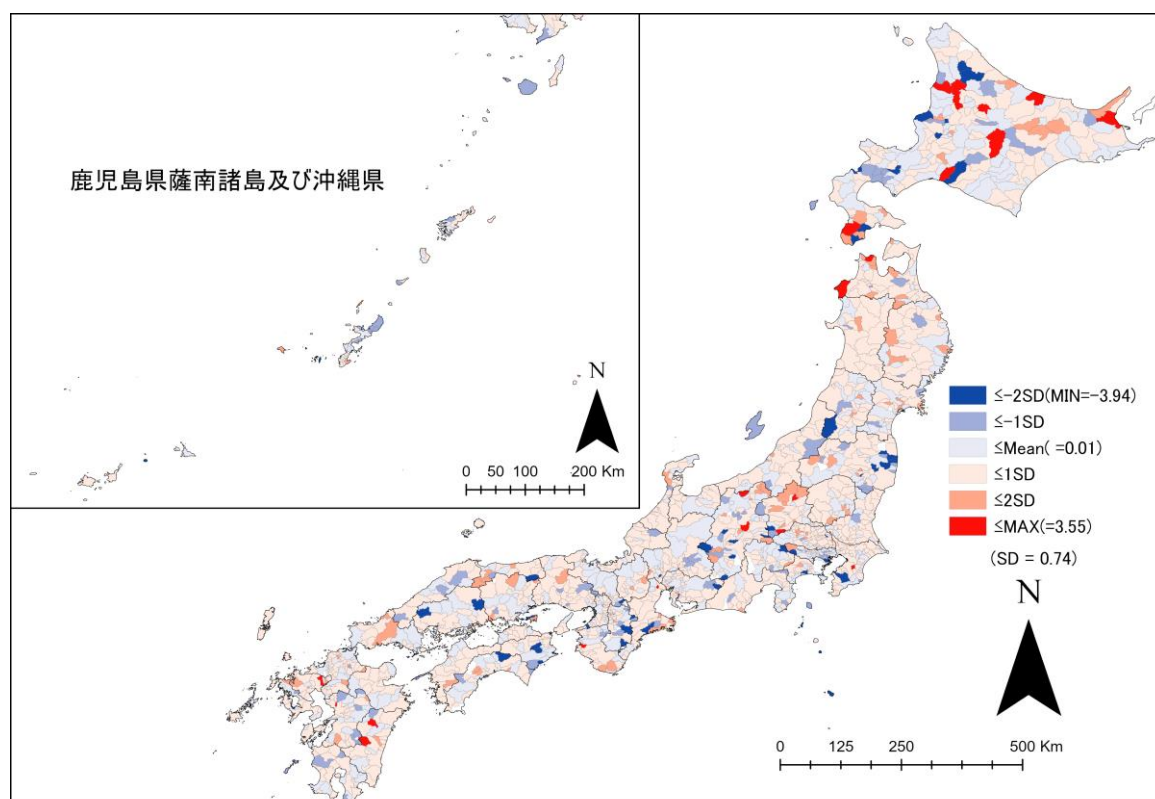 鹿児島県薩南諸島及び沖縄県
N
0 50 100 200 Km
≤-2SD(MIN=-3.94)
≤-1SD
≤Mean( =0.01)
≤1SD
≤2SD
≤MAX(=3.55)
(SD = 0.74)
N
0 125 250 500 Km